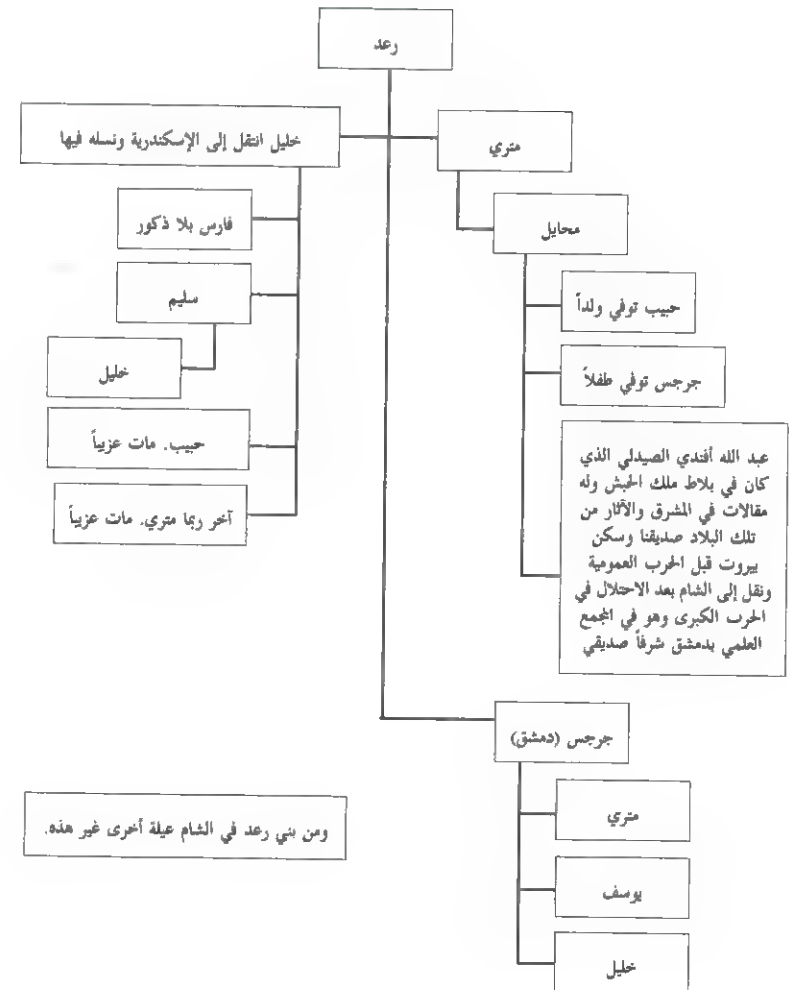 رعد
خليل انتقل إلى الإسكندرية ونسله فيها
متري
فارس بلا ذكور
محايل
سليم
حبيب توفي ولداً
خليل
جرجس توفي طفلاً
حبيب. مات عزيباً
آخر ربما متري. مات عزيباً
عبد الله أفندي الصيدلي الذي
كان في بلاط ملك الحبش وله
مقالات في المشرق والآثار من
تلك البلاد صديقنا وسكن
بيروت قبل الحرب العمومية
ونقل إلى الشام بعد الاحتلال في
الحرب الكبرى وهو في المجمع
العلمي بدمشق شرفاً صديقي
جرجس (دمشق)
متري
ومن بني رعد في الشام عيلة أخرى غير هذه.
يوسف
خليل